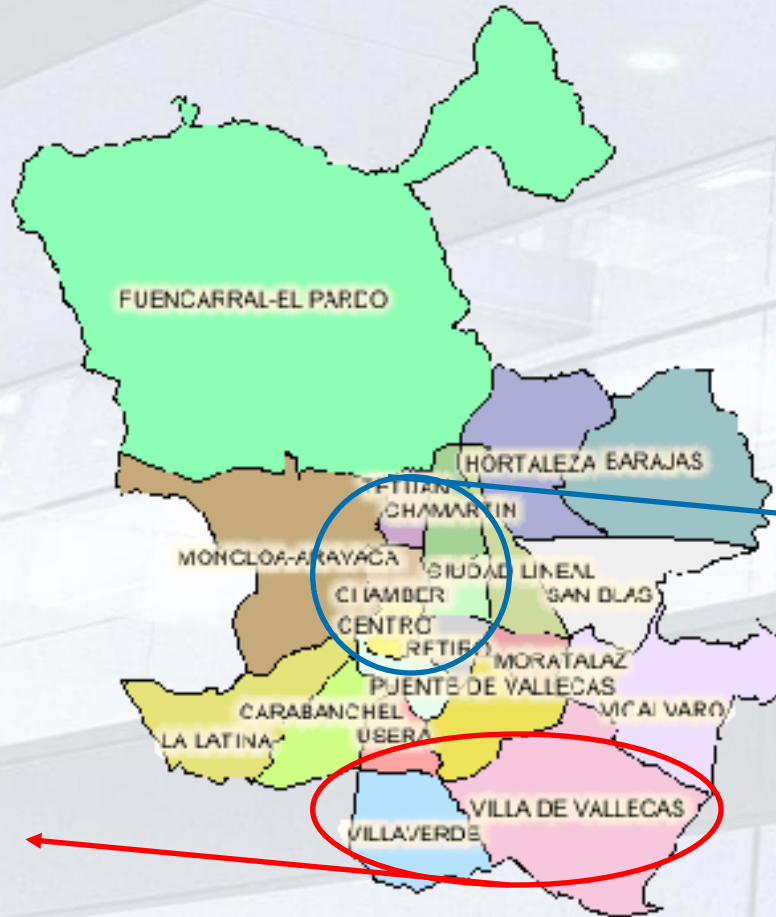 FUENCARRAL-EL PARDO
HORTALEZA
BARAJAS
TETUAN
CHAMARTIN
MONCLOA-ARAVACA
CIUDAD LINEAL
CHAMBERI
SAN BLAS
CENTRO
RETIRO
MORATALAZ
PUENTE DE VALLECAS
CARABANCHEL
VICALVARO
USERA
LA LATINA
VILLA DE VALLECAS
VILLAVERDE